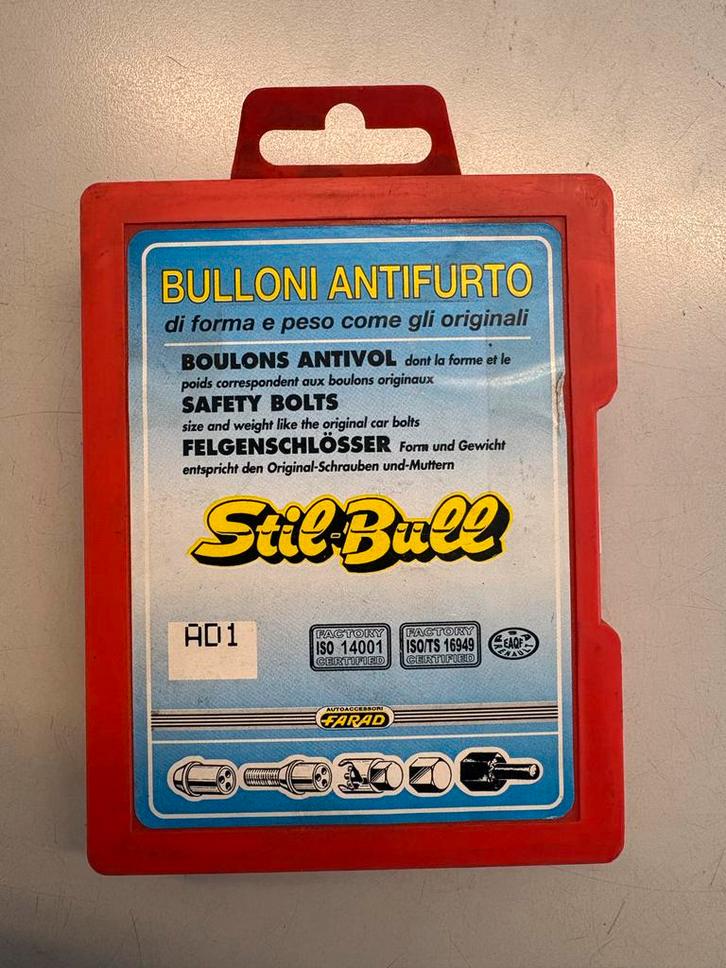 BULLONI ANTIFURTO
di forma e peso come gli originali
BOULONS ANTIVOL dont la forme et le
poids correspondent aux boulons originaux
SAFETY BOLTS
size and weight like the original car bolts
FELGENSCHLÖSSER Form und Gewicht
entspricht den Original-Schrauben und-Muttern
Stil-Bull
AD1
FACTORY
ISO 14001
CERTIFIED
FACTORY
ISO/TS 16949
CERTIFIED
EAQF
RENAULT
AUTOACCESSORI
FARAD